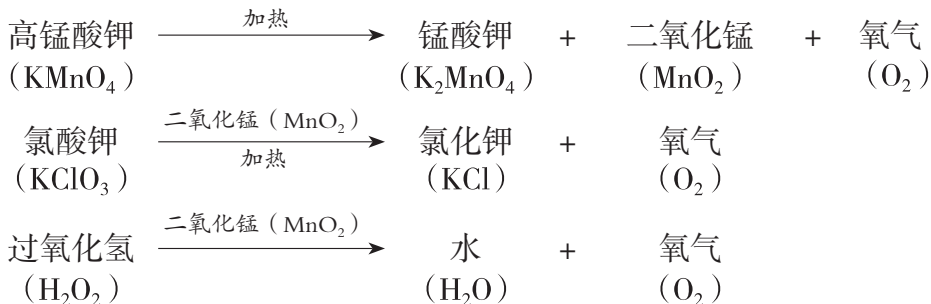 加热
高锰酸钾 锰酸钾 + 二氧化锰 + 氧气
(KMnO₄) (K₂MnO₄) (MnO₂) (O₂)
二氧化锰(MnO₂)
氯酸钾 氯化钾 + 氧气
加热
(KClO₃) (KCl) (O₂)
二氧化锰(MnO₂)
过氧化氢 水 + 氧气
(H₂O₂) (H₂O) (O₂)